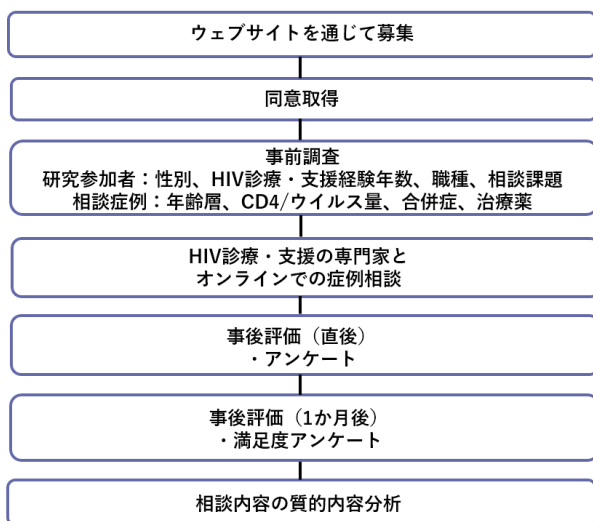 ウェブサイトを通じて募集
同意取得
事前調査
研究参加者：性別、HIV診療・支援経験年数、職種、相談課題
相談症例：年齢層、CD4/ウイルス量、合併症、治療薬
HIV診療・支援の専門家と
オンラインでの症例相談
事後評価（直後）
・アンケート
事後評価（1か月後）
・満足度アンケート
相談内容の質的内容分析